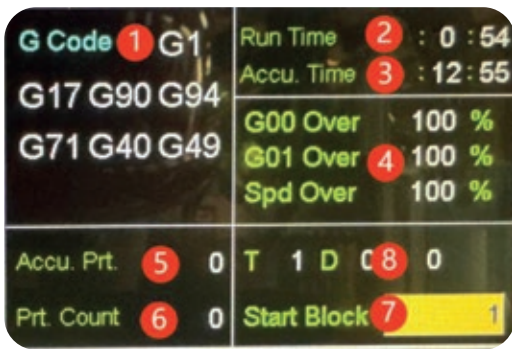 G Code 1 G1
G17 G90 G94
G71 G40 G49
Run Time 2 : 0 : 54
Accu. Time 3 : 12 : 55
G00 Over 100 %
G01 Over 4 100 %
Spd Over 100 %
Accu. Prt. 5 0
Prt. Count 6 0
T 1 D 0 8 0
Start Block 7 1